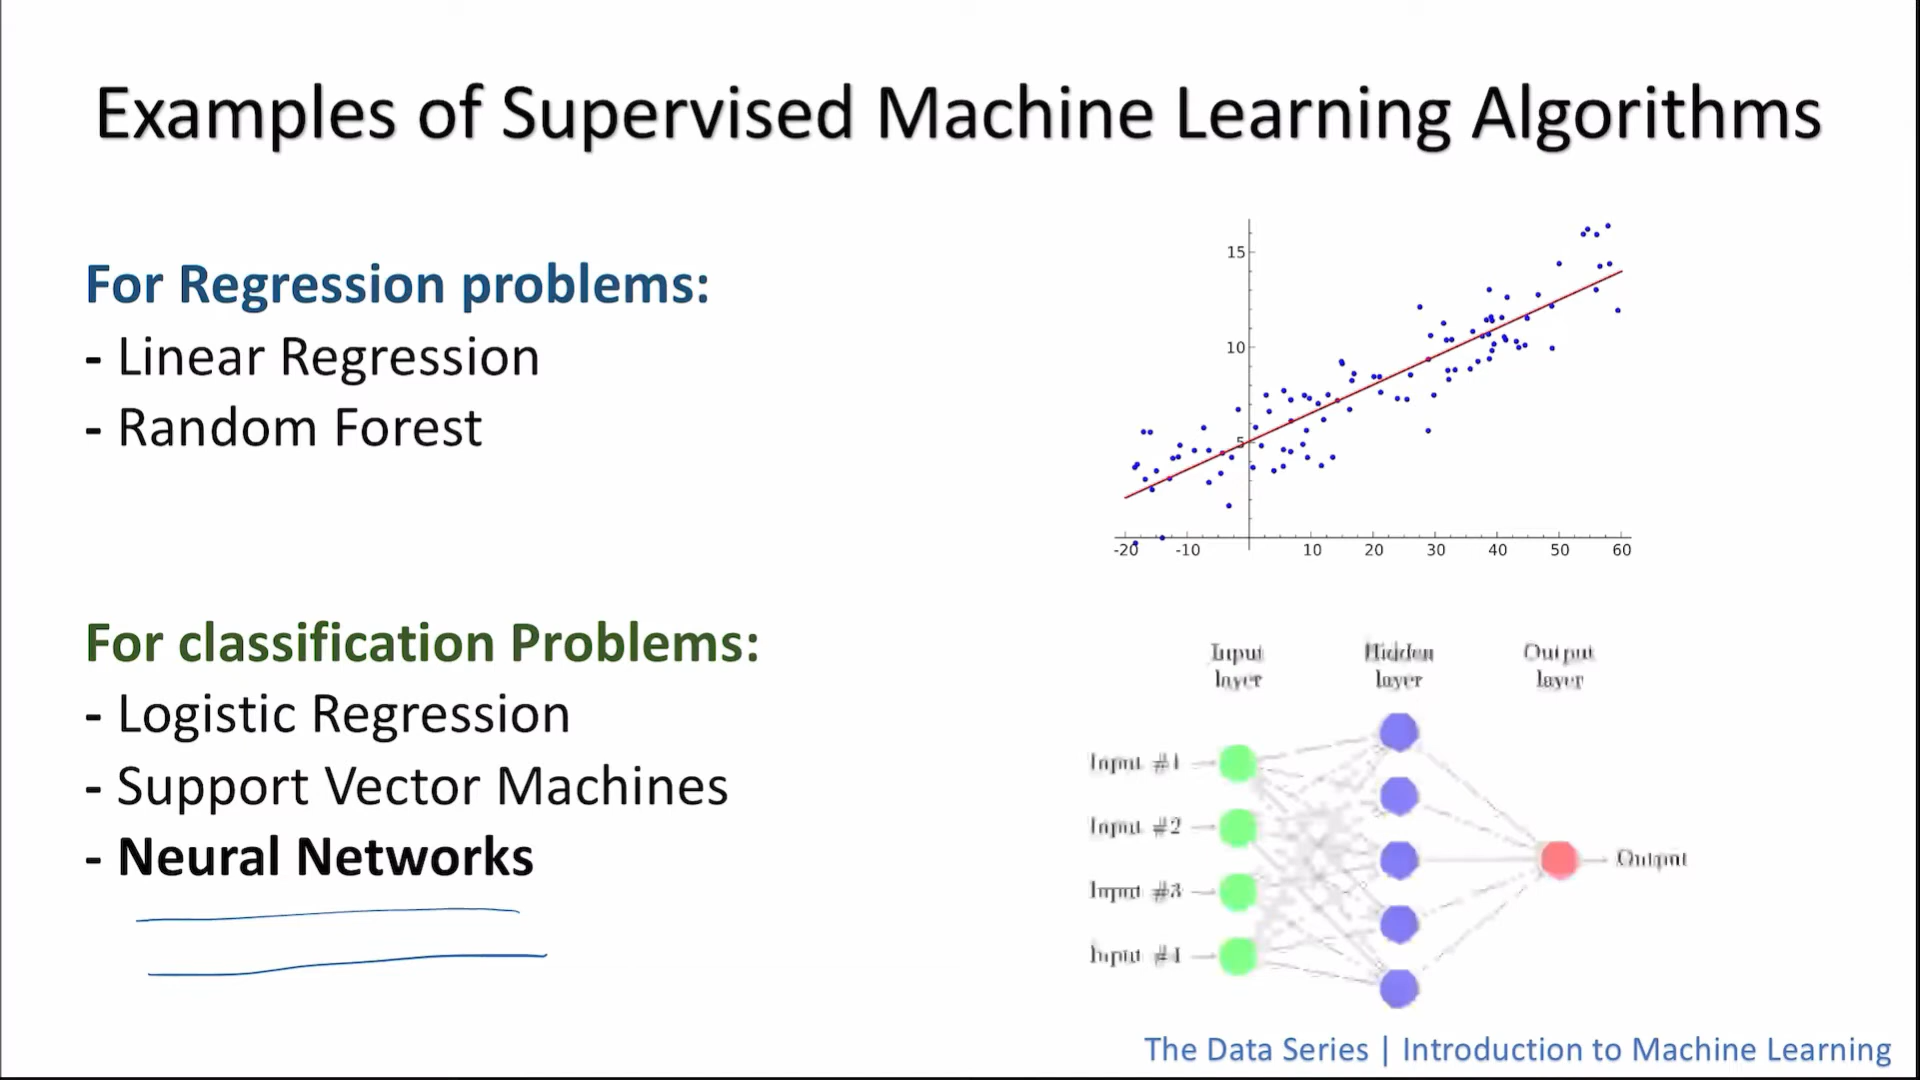 Examples of Supervised Machine Learning Algorithms
For Regression problems:
- Linear Regression
- Random Forest
15
10
5
-20 -10 10 20 30 40 50 60
For classification Problems:
- Logistic Regression
- Support Vector Machines
- Neural Networks
Input layer
Hidden layer
Output layer
Input #1
Input #2
Input #3
Input #4
Output
The Data Series | Introduction to Machine Learning